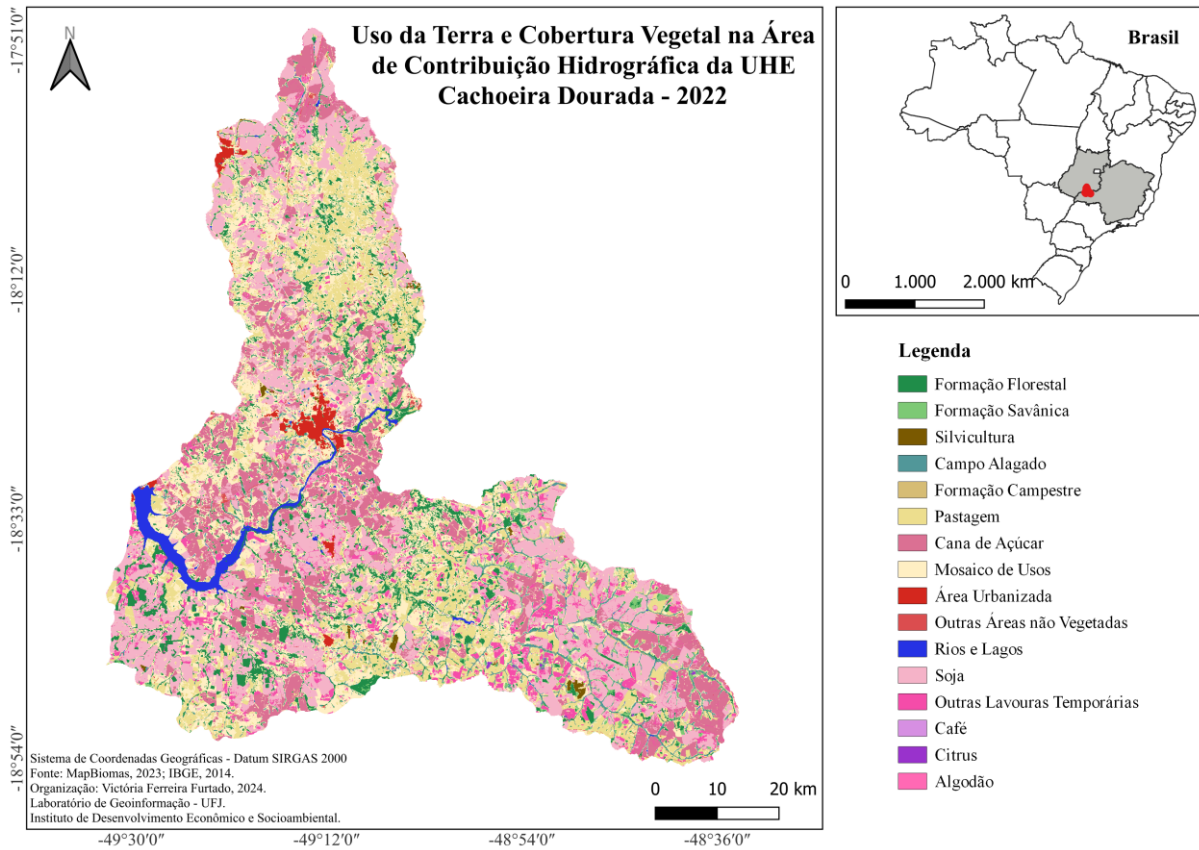 Uso da Terra e Cobertura Vegetal na Área
de Contribuição Hidrográfica da UHE
Cachoeira Dourada - 2022
N
-17°51'0"
-18°12'0"
-18°33'0"
-18°54'0"
Sistema de Coordenadas Geográficas - Datum SIRGAS 2000
Fonte: MapBiomas, 2023; IBGE, 2014.
Organização: Victória Ferreira Furtado, 2024.
Laboratório de Geoinformação - UFJ.
Instituto de Desenvolvimento Econômico e Socioambiental.
0 10 20 km
-49°30'0" -49°12'0" -48°54'0" -48°36'0"
Brasil
0 1.000 2.000 km
Legenda
Formação Florestal
Formação Savânica
Silvicultura
Campo Alagado
Formação Campestre
Pastagem
Cana de Açúcar
Mosaico de Usos
Área Urbanizada
Outras Áreas não Vegetadas
Rios e Lagos
Soja
Outras Lavouras Temporárias
Café
Citrus
Algodão